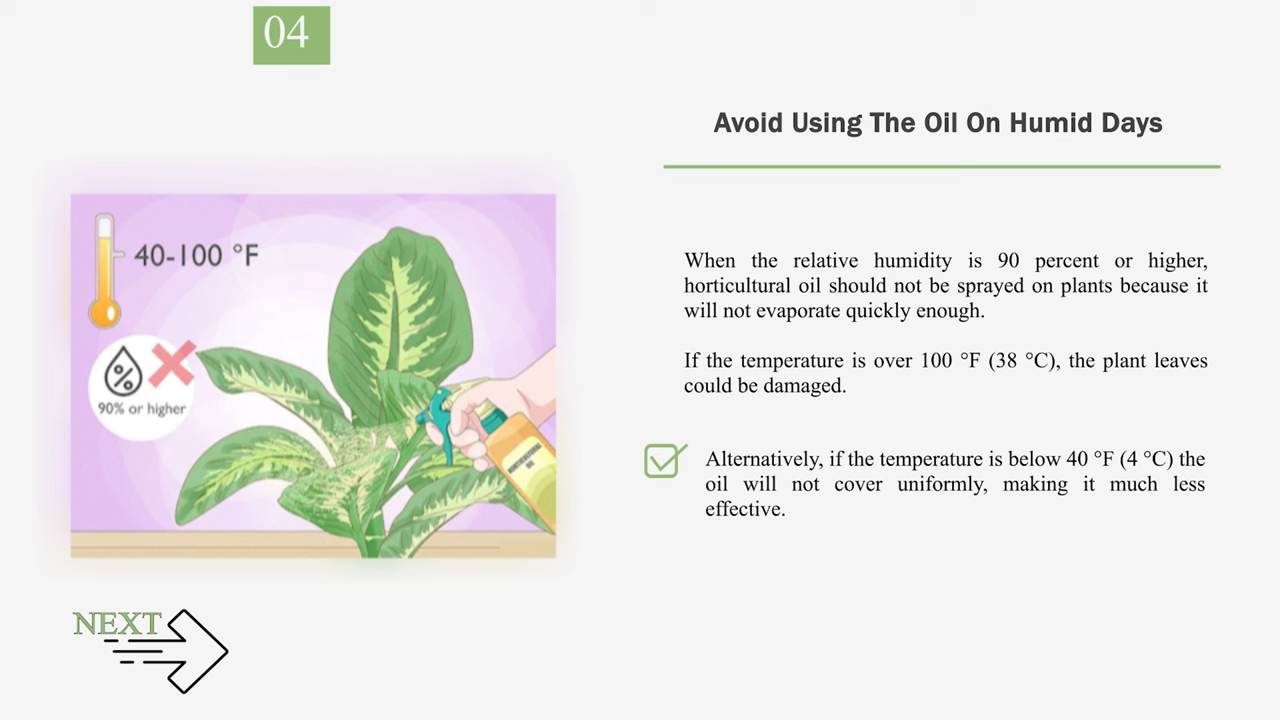 04
Avoid Using The Oil On Humid Days
40-100 °F
90% or higher
HORTICULTURAL
OIL
When the relative humidity is 90 percent or higher,
horticultural oil should not be sprayed on plants because it
will not evaporate quickly enough.
If the temperature is over 100 °F (38 °C), the plant leaves
could be damaged.
Alternatively, if the temperature is below 40 °F (4 °C) the
oil will not cover uniformly, making it much less
effective.
NEXT